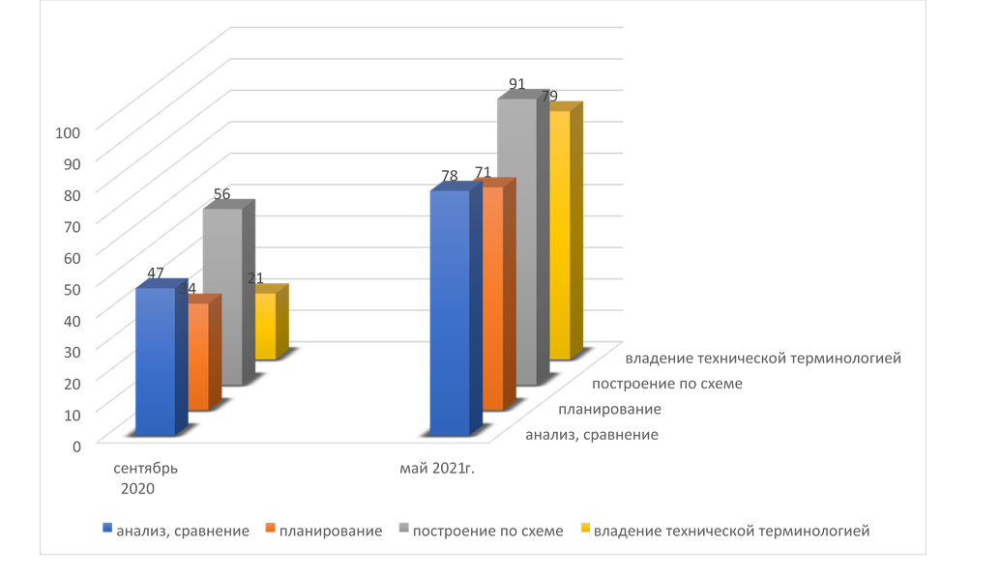 100
90
80
70
60
50
40
30
20
10
0
47
34
56
21
78
71
91
79
владение технической терминологией
построение по схеме
планирование
анализ, сравнение
сентябрь
2020
май 2021г.
анализ, сравнение
планирование
построение по схеме
владение технической терминологией